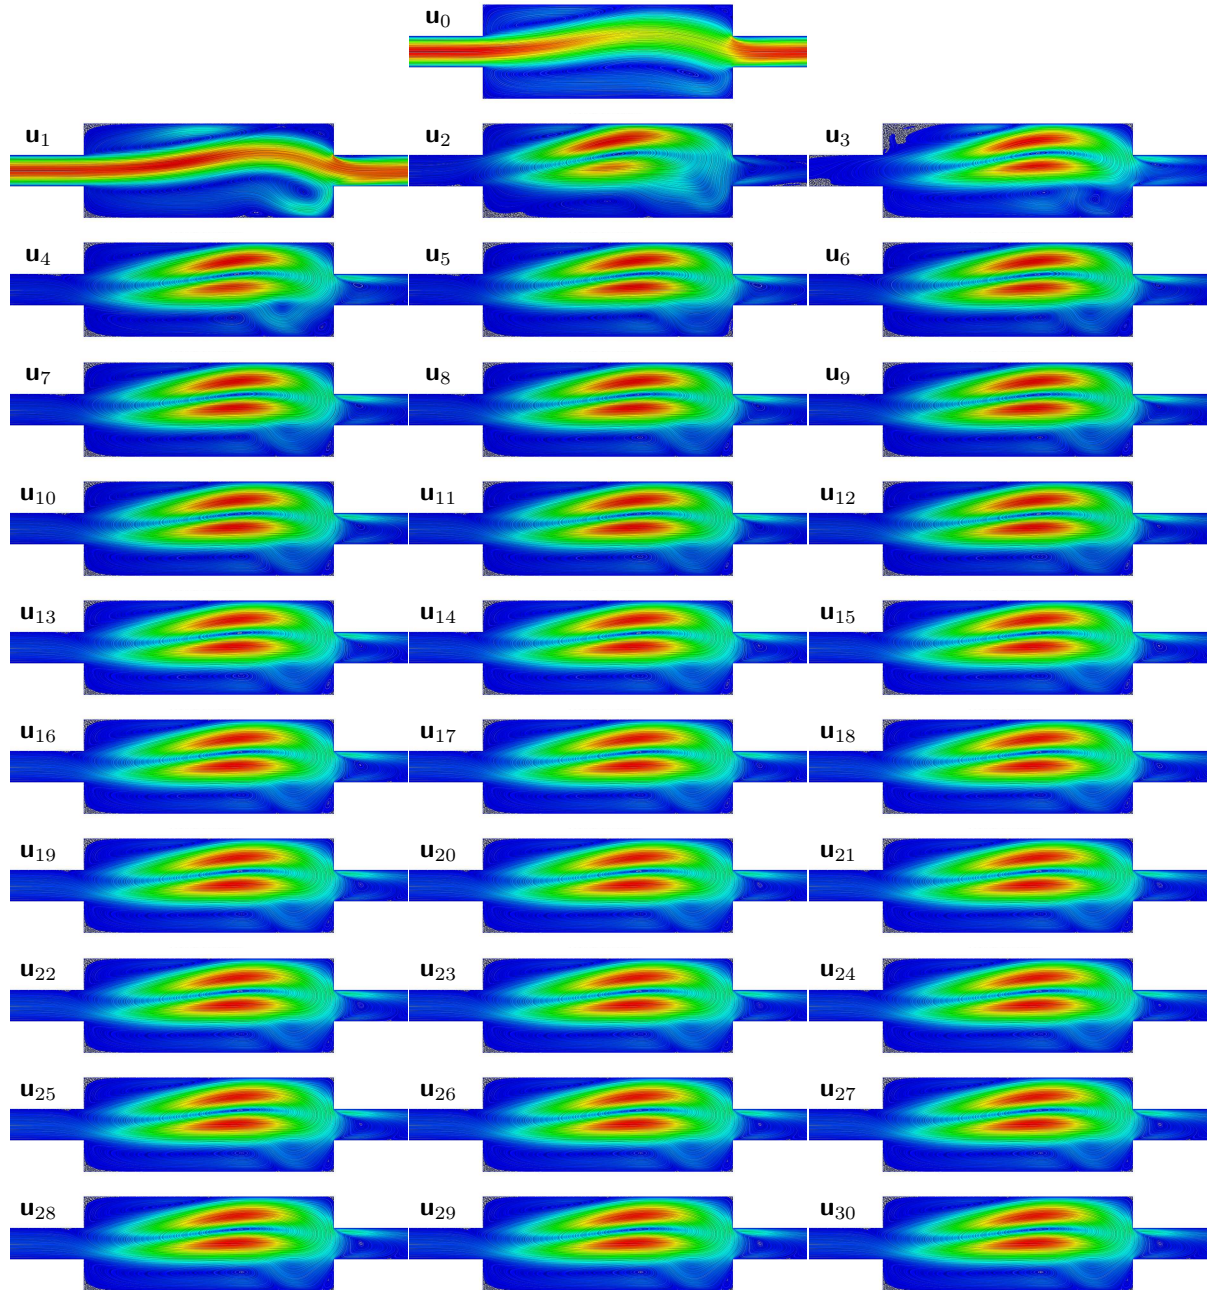 u₀
u₁ u₂ u₃
u₄ u₅ u₆
u₇ u₈ u₉
u₁₀ u₁₁ u₁₂
u₁₃ u₁₄ u₁₅
u₁₆ u₁₇ u₁₈
u₁₉ u₂₀ u₂₁
u₂₂ u₂₃ u₂₄
u₂₅ u₂₆ u₂₇
u₂₈ u₂₉ u₃₀